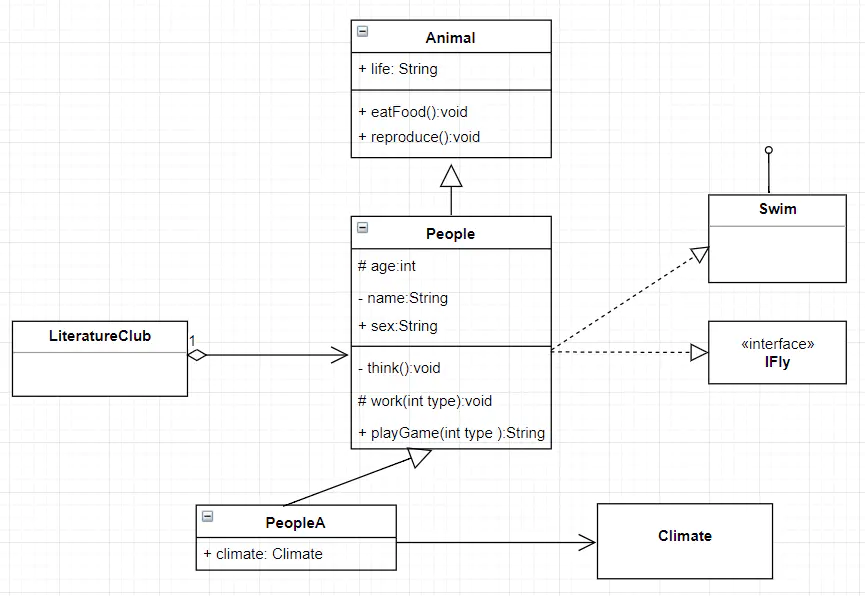 Animal
+ life: String
+ eatFood():void
+ reproduce():void
People
# age:int
- name:String
+ sex:String
- think():void
# work(int type):void
+ playGame(int type ):String
Swim
«interface»
IFly
LiteratureClub
1
PeopleA
+ climate: Climate
Climate